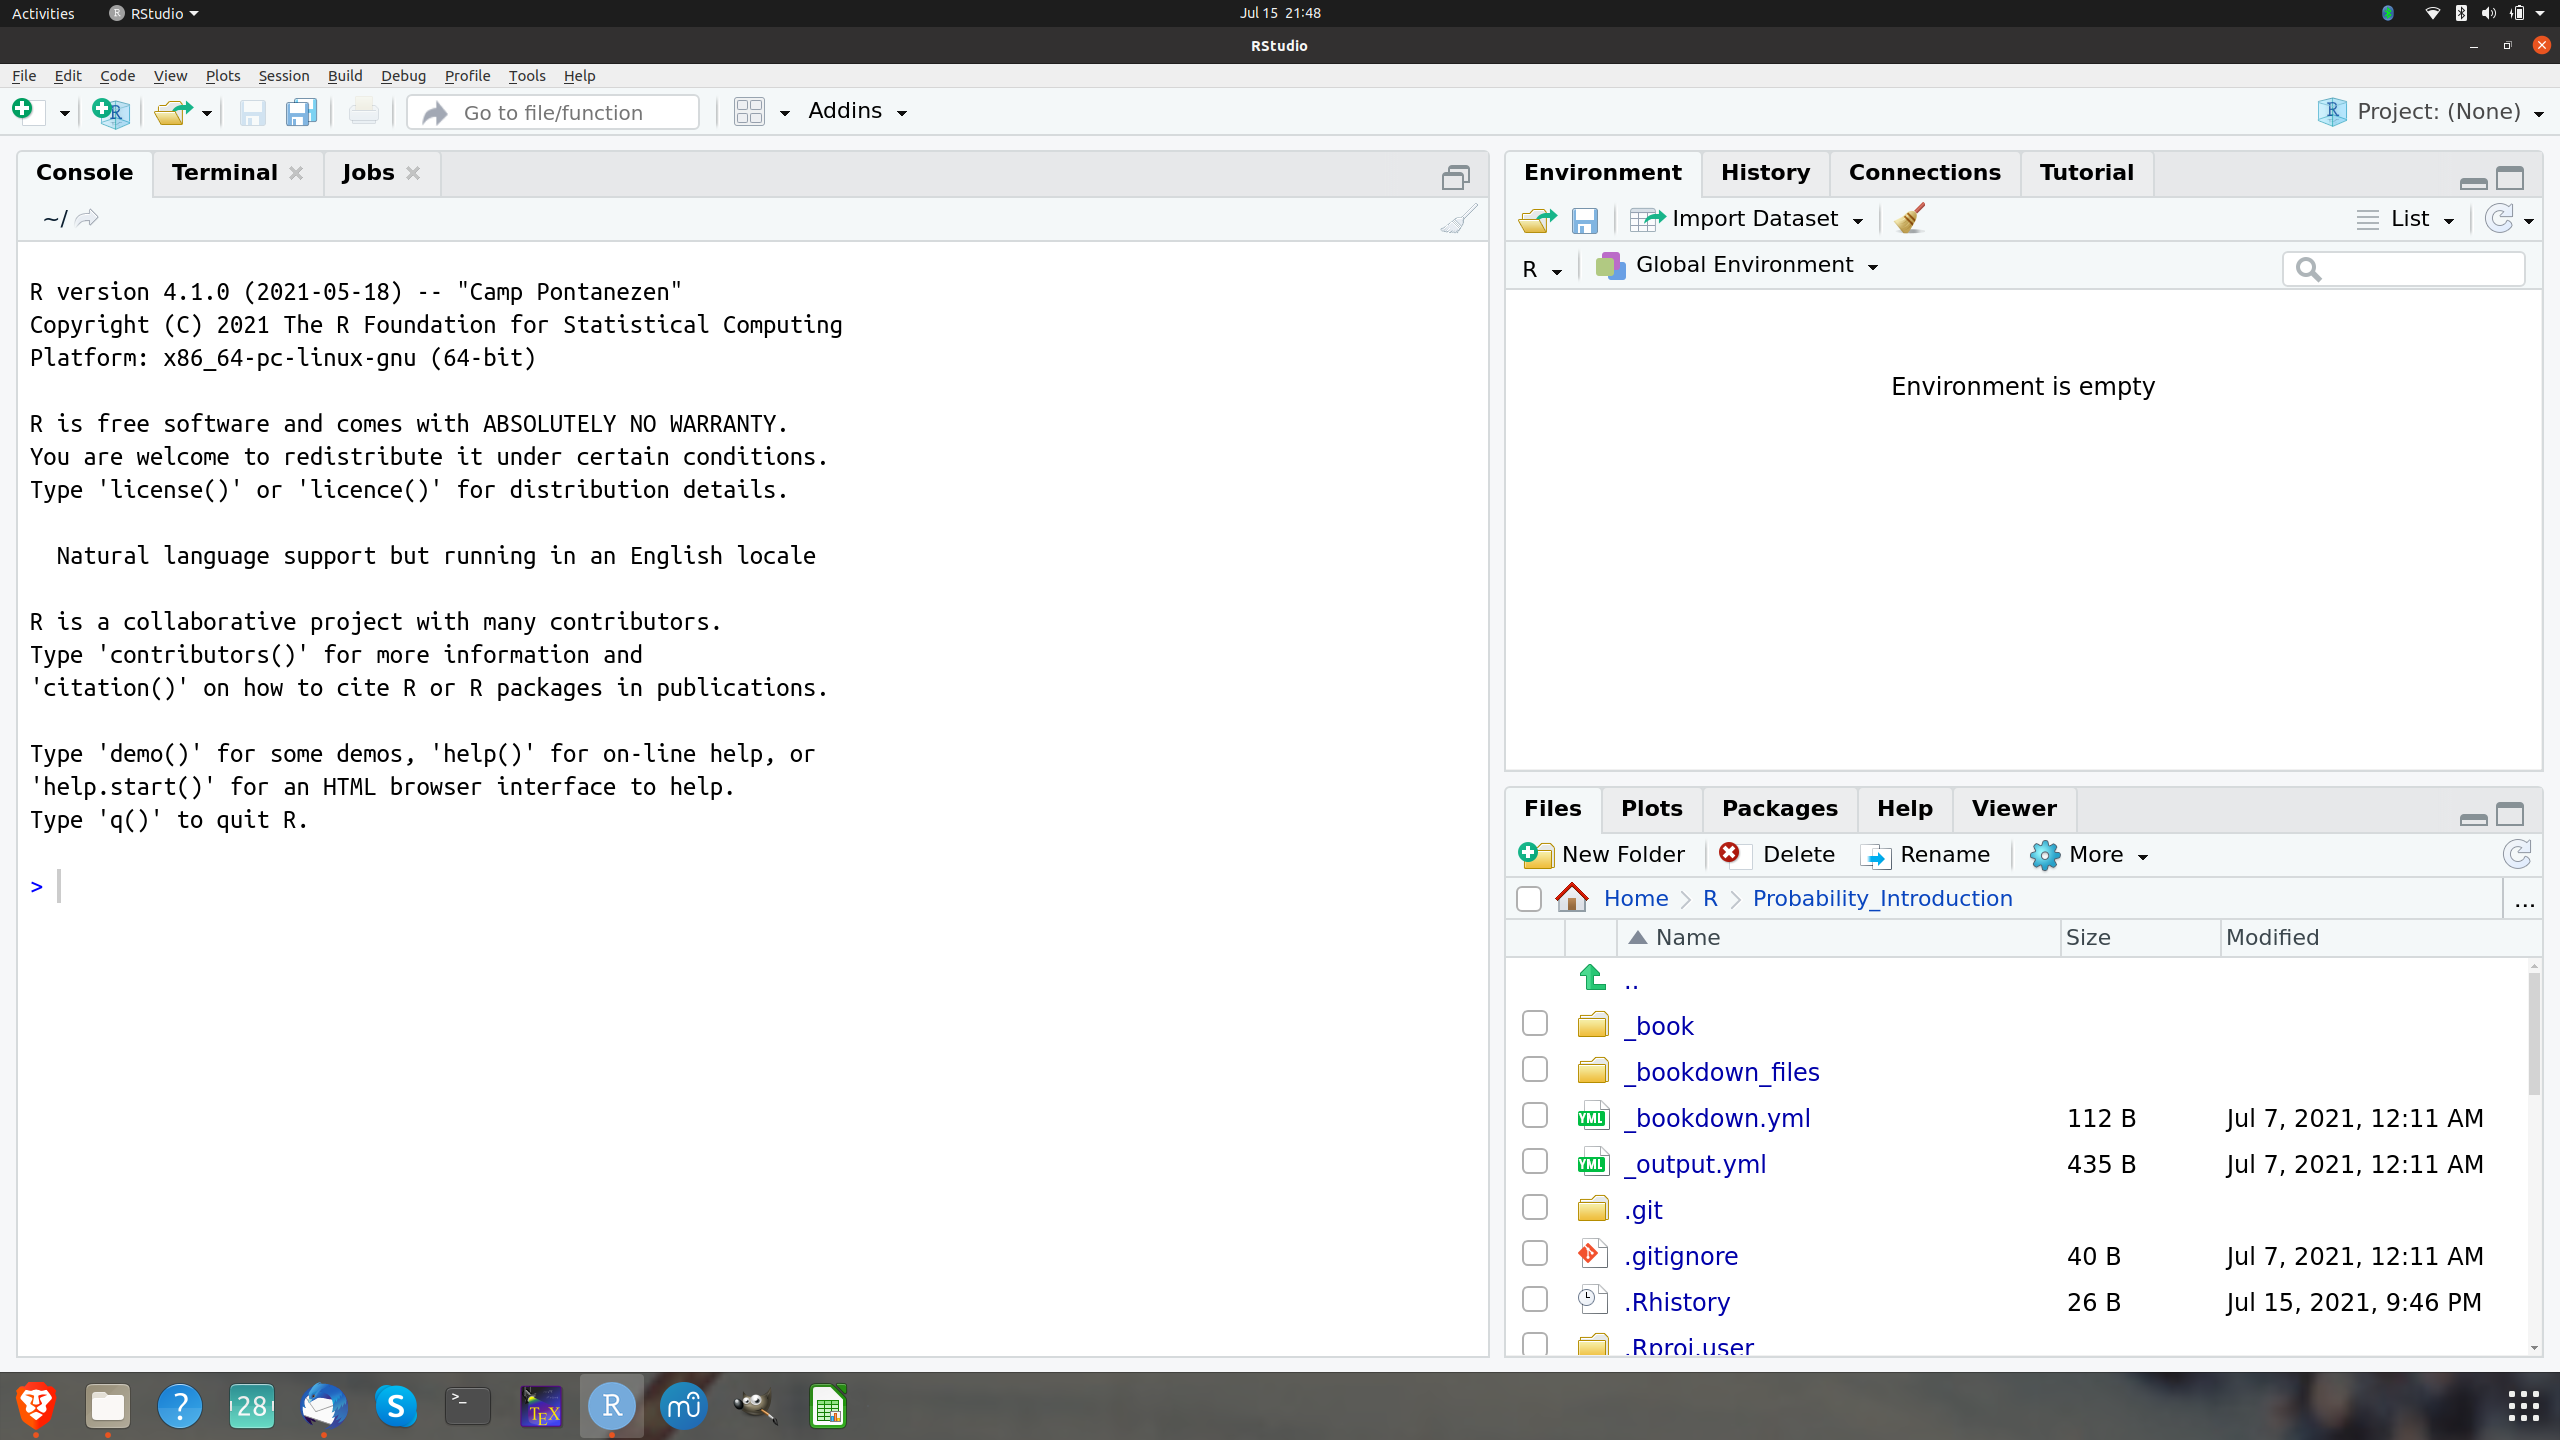 Activities RStudio Jul 15 21:48
RStudio
File Edit Code View Plots Session Build Debug Profile Tools Help
Go to file/function Addins Project: (None)
Console Terminal Jobs
~/
R version 4.1.0 (2021-05-18) -- "Camp Pontanezen"
Copyright (C) 2021 The R Foundation for Statistical Computing
Platform: x86_64-pc-linux-gnu (64-bit)
R is free software and comes with ABSOLUTELY NO WARRANTY.
You are welcome to redistribute it under certain conditions.
Type 'license()' or 'licence()' for distribution details.
Natural language support but running in an English locale
R is a collaborative project with many contributors.
Type 'contributors()' for more information and
'citation()' on how to cite R or R packages in publications.
Type 'demo()' for some demos, 'help()' for on-line help, or
'help.start()' for an HTML browser interface to help.
Type 'q()' to quit R.
>
Environment History Connections Tutorial
Import Dataset List
R Global Environment
Environment is empty
Files Plots Packages Help Viewer
New Folder Delete Rename More
Home R Probability_Introduction ...
Name Size Modified
..
_book
_bookdown_files
YML _bookdown.yml 112 B Jul 7, 2021, 12:11 AM
YML _output.yml 435 B Jul 7, 2021, 12:11 AM
.git
.gitignore 40 B Jul 7, 2021, 12:11 AM
.Rhistory 26 B Jul 15, 2021, 9:46 PM
.Rproj.user
? 28 S >_ TEX R mu